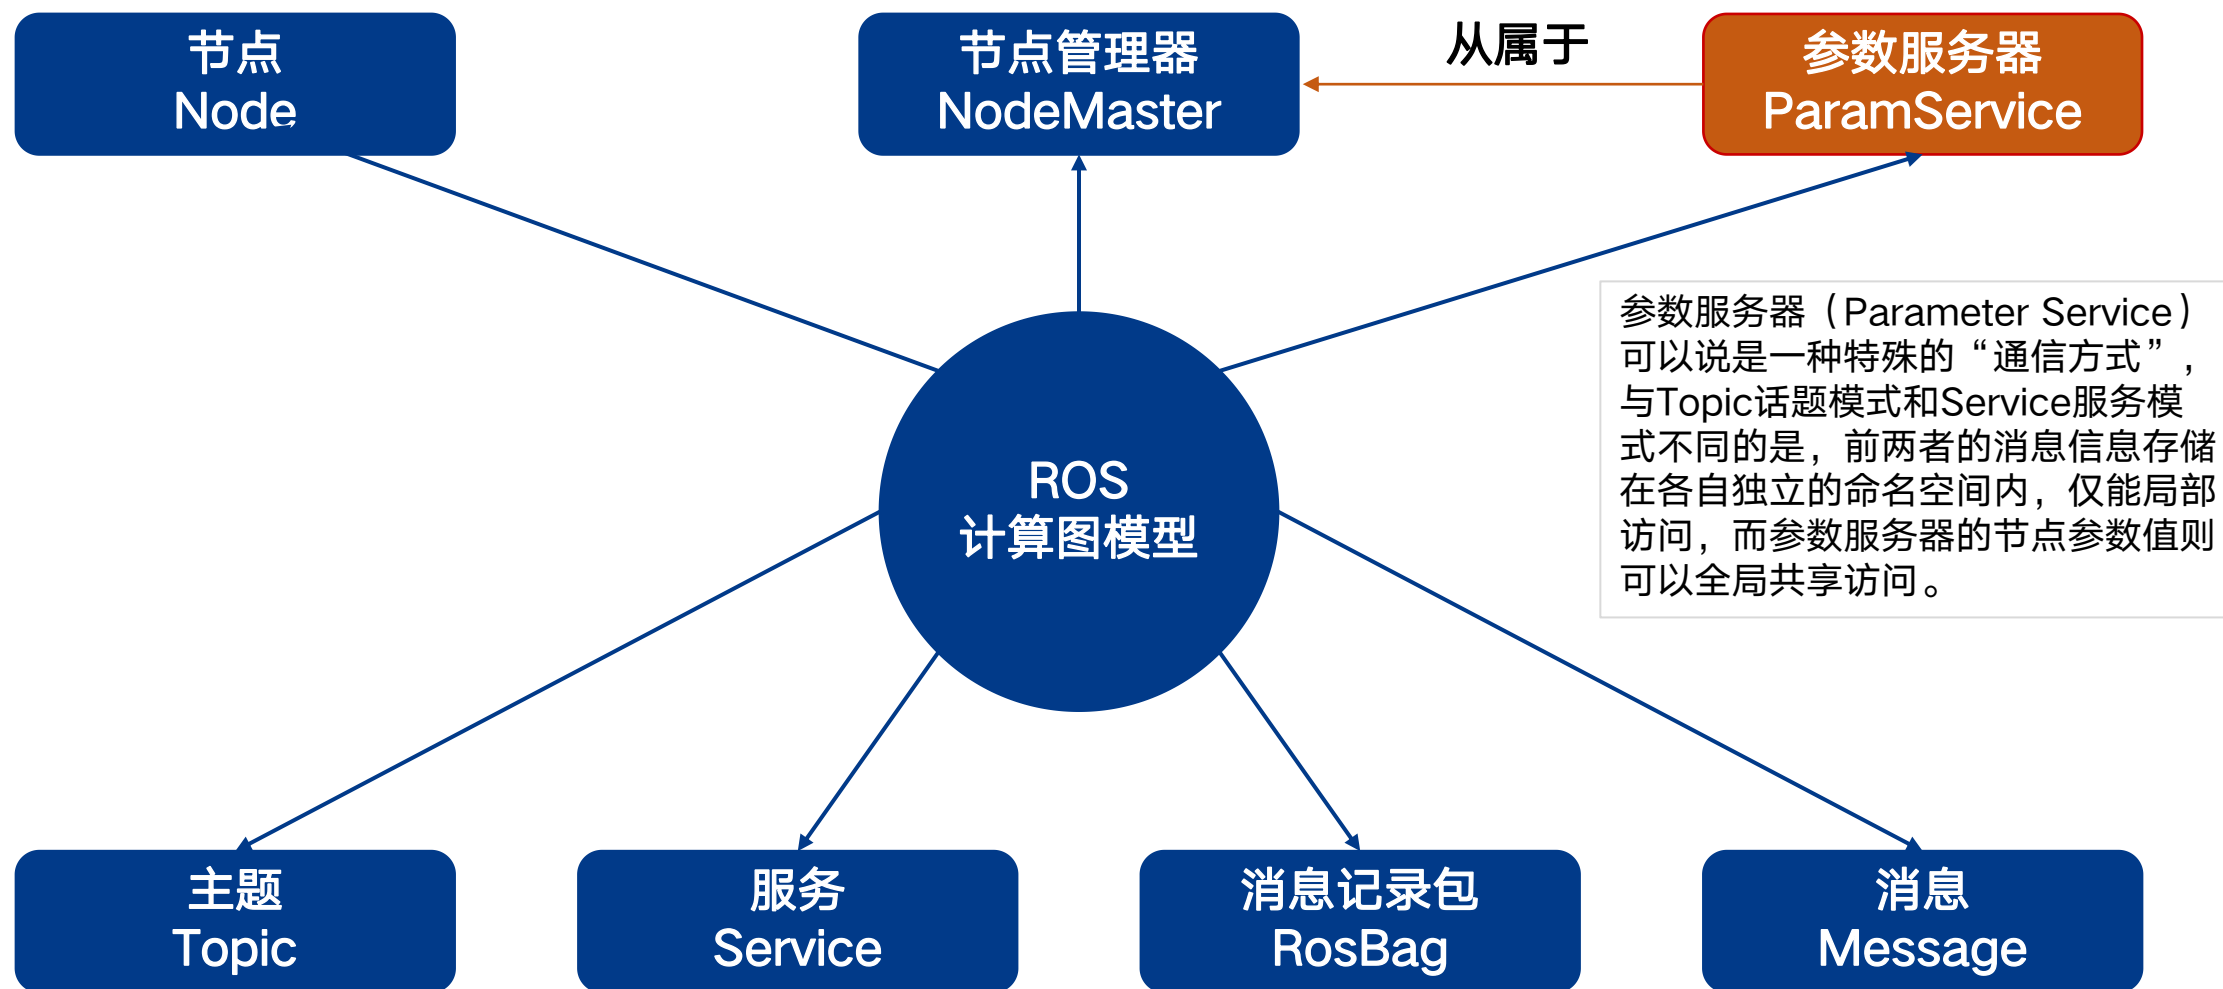 节点
Node
节点管理器
NodeMaster
从属于
参数服务器
ParamService
参数服务器（Parameter Service）
可以说是一种特殊的“通信方式”，
与Topic话题模式和Service服务模
式不同的是，前两者的消息信息存储
在各自独立的命名空间内，仅能局部
访问，而参数服务器的节点参数值则
可以全局共享访问。
ROS
计算图模型
主题
Topic
服务
Service
消息记录包
RosBag
消息
Message